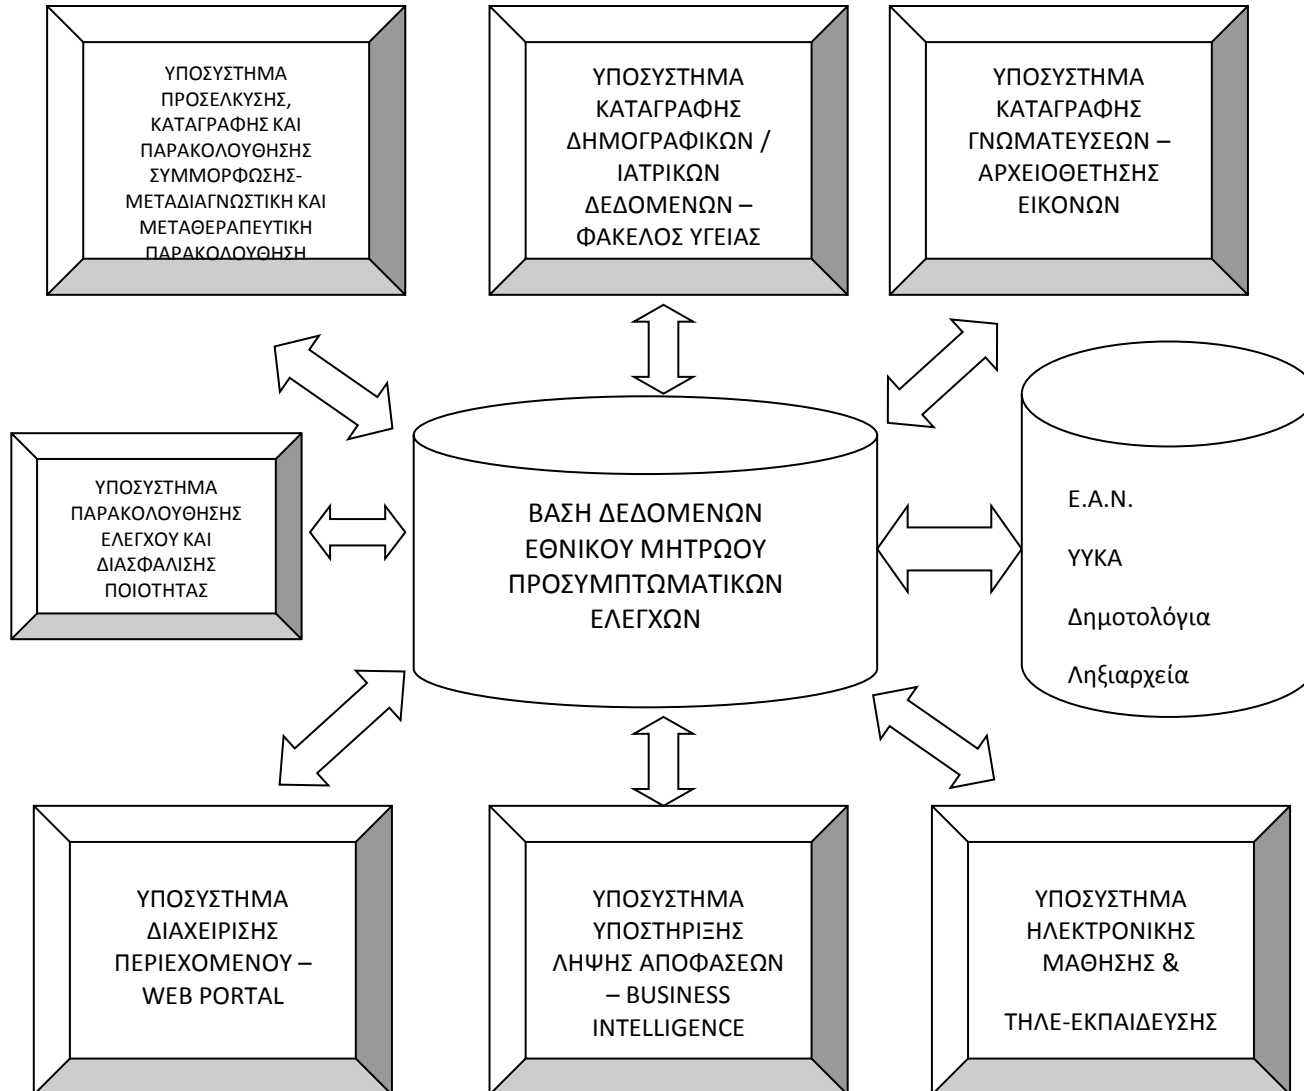 ΥΠΟΣΥΣΤΗΜΑ
ΠΡΟΣΕΛΚΥΣΗΣ,
ΚΑΤΑΓΡΑΦΗΣ ΚΑΙ
ΠΑΡΑΚΟΛΟΥΘΗΣΗΣ
ΣΥΜΜΟΡΦΩΣΗΣ-
ΜΕΤΑΔΙΑΓΝΩΣΤΙΚΗ ΚΑΙ
ΜΕΤΑΘΕΡΑΠΕΥΤΙΚΗ
ΠΑΡΑΚΟΛΟΥΘΗΣΗ
ΥΠΟΣΥΣΤΗΜΑ
ΚΑΤΑΓΡΑΦΗΣ
ΔΗΜΟΓΡΑΦΙΚΩΝ /
ΙΑΤΡΙΚΩΝ
ΔΕΔΟΜΕΝΩΝ –
ΦΑΚΕΛΟΣ ΥΓΕΙΑΣ
ΥΠΟΣΥΣΤΗΜΑ
ΚΑΤΑΓΡΑΦΗΣ
ΓΝΩΜΑΤΕΥΣΕΩΝ –
ΑΡΧΕΙΟΘΕΤΗΣΗΣ
ΕΙΚΟΝΩΝ
ΥΠΟΣΥΣΤΗΜΑ
ΠΑΡΑΚΟΛΟΥΘΗΣΗΣ
ΕΛΕΓΧΟΥ ΚΑΙ
ΔΙΑΣΦΑΛΙΣΗΣ
ΠΟΙΟΤΗΤΑΣ
ΒΑΣΗ ΔΕΔΟΜΕΝΩΝ
ΕΘΝΙΚΟΥ ΜΗΤΡΩΟΥ
ΠΡΟΣΥΜΠΤΩΜΑΤΙΚΩΝ
ΕΛΕΓΧΩΝ
Ε.Α.Ν.
ΥΥΚΑ
Δημοτολόγια
Ληξιαρχεία
ΥΠΟΣΥΣΤΗΜΑ
ΔΙΑΧΕΙΡΙΣΗΣ
ΠΕΡΙΕΧΟΜΕΝΟΥ –
WEB PORTAL
ΥΠΟΣΥΣΤΗΜΑ
ΥΠΟΣΤΗΡΙΞΗΣ
ΛΗΨΗΣ ΑΠΟΦΑΣΕΩΝ
– BUSINESS
INTELLIGENCE
ΥΠΟΣΥΣΤΗΜΑ
ΗΛΕΚΤΡΟΝΙΚΗΣ
ΜΑΘΗΣΗΣ &
ΤΗΛΕ-ΕΚΠΑΙΔΕΥΣΗΣ